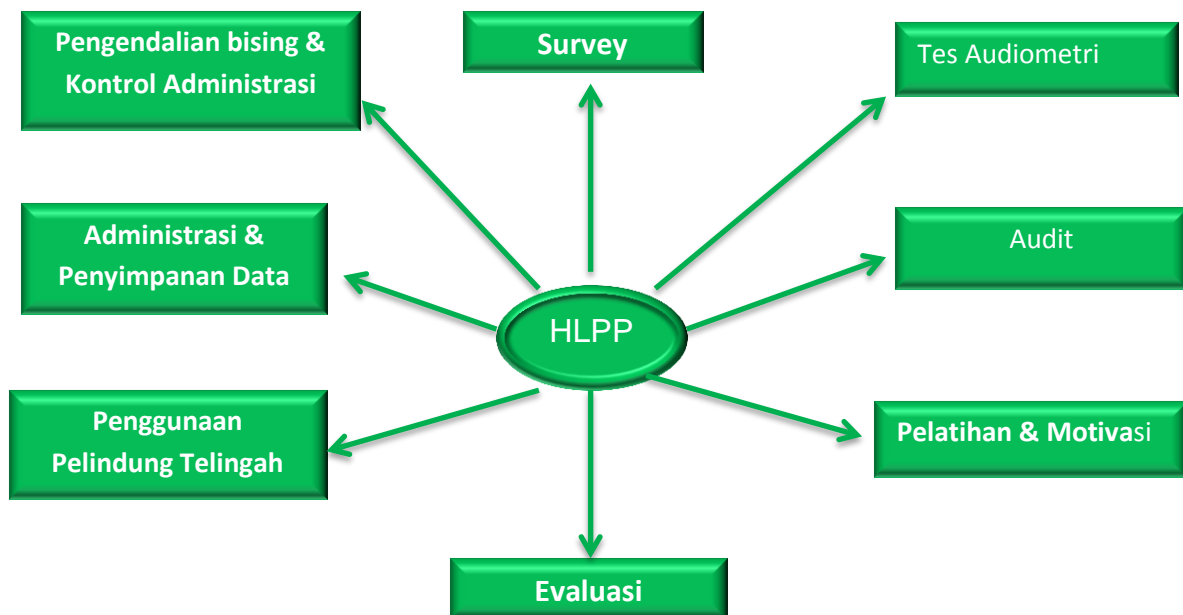 Pengendalian bising &
Kontrol Administrasi
Survey
Tes Audiometri
Administrasi &
Penyimpanan Data
Audit
HLPP
Penggunaan
Pelindung Telingah
Pelatihan & Motivasi
Evaluasi